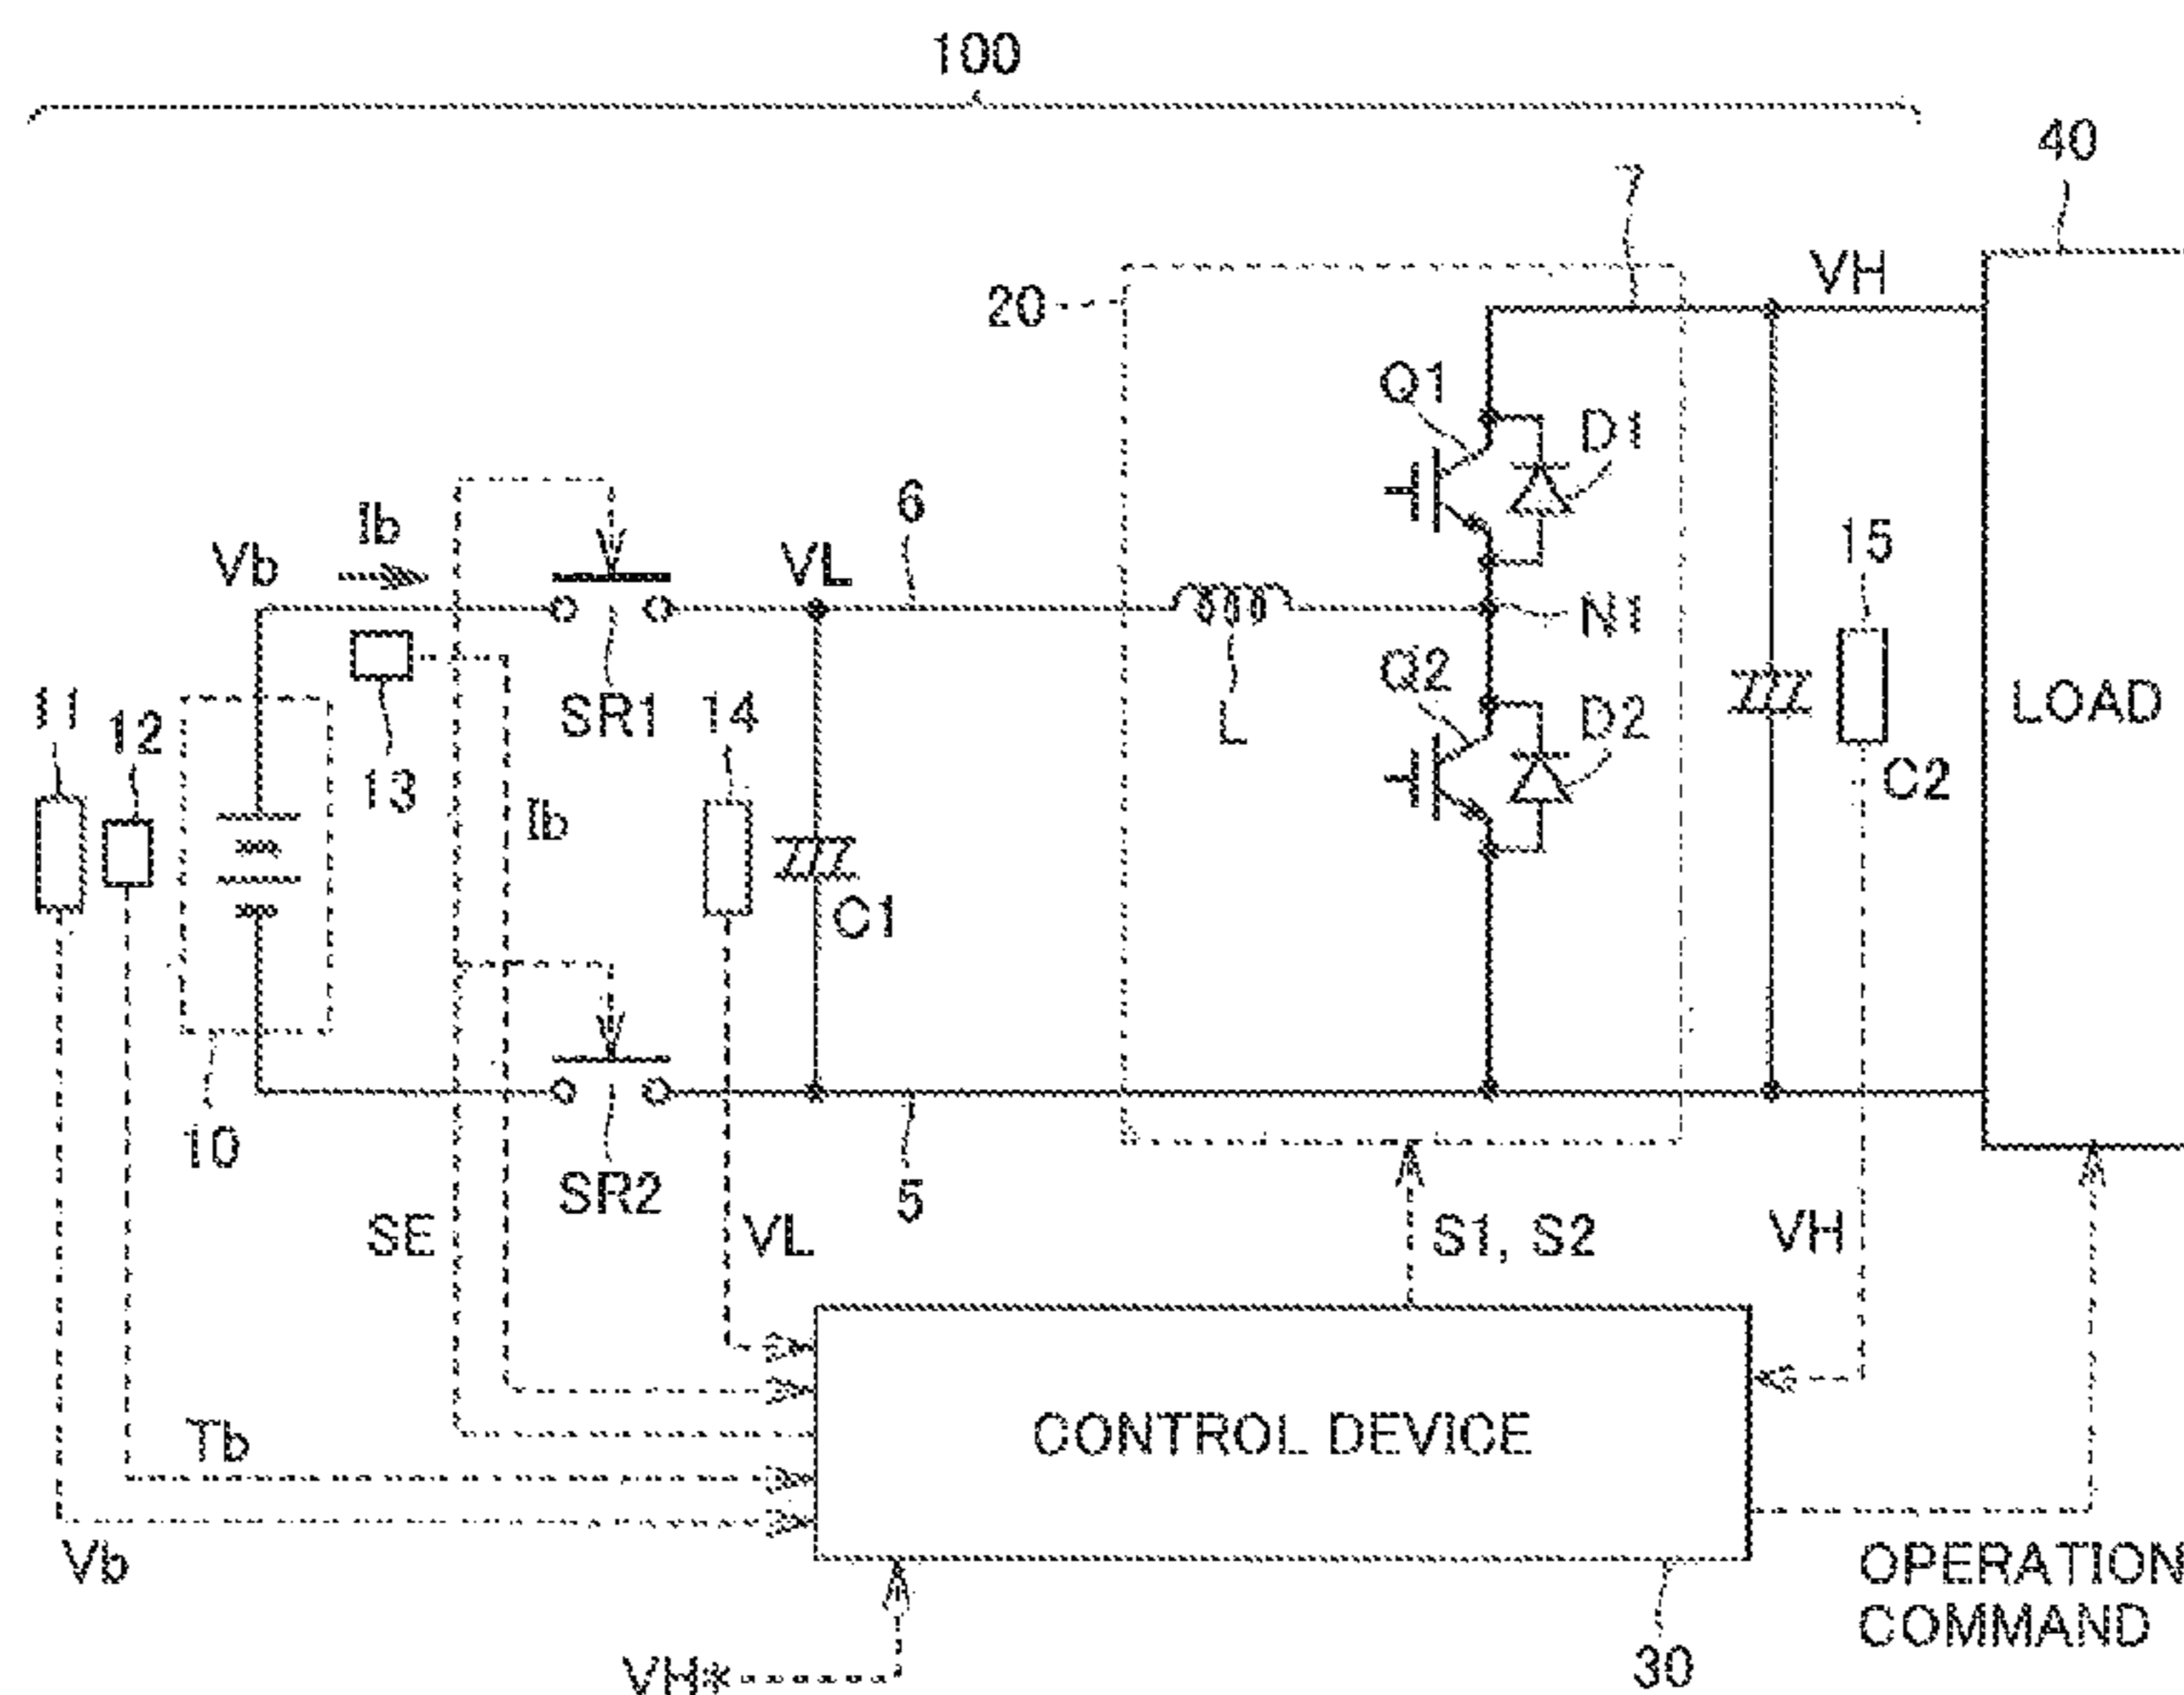 100
40
7
VH
20
Q1
D1
Ib
6
Vb
VL
15
N1
Q2
11
12
SR1
14
L
D2
LOAD
13
Ib
C2
C1
10
SR2
5
SE
VL
S1, S2
VH
CONTROL DEVICE
Tb
Vb
OPERATION
COMMAND
VH*
30